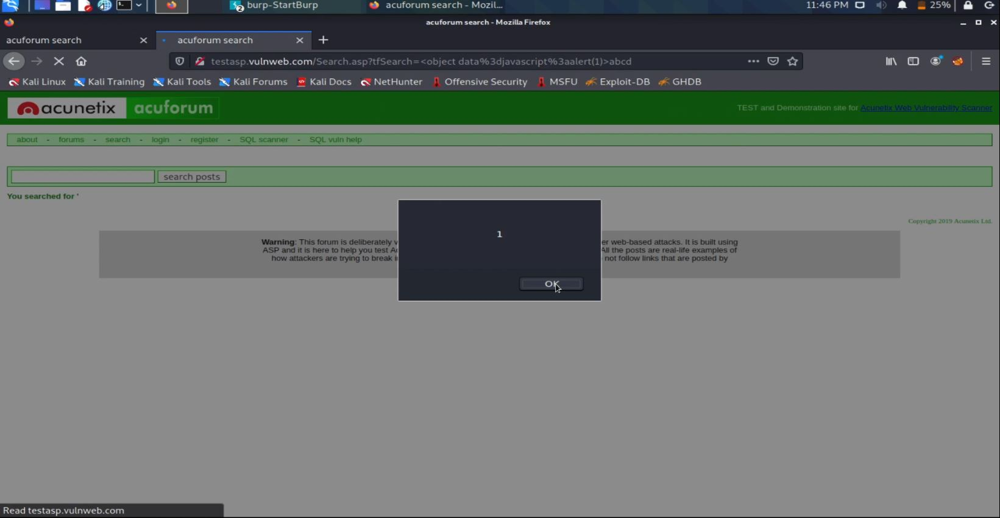 burp-StartBurp
acuforum search - Mozil...
11:46 PM
25%
acuforum search - Mozilla Firefox
acuforum search
acuforum search
testasp.vulnweb.com/Search.asp?tfSearch=<object data%3djavascript%3aalert(1)>abcd
Kali Linux Kali Training Kali Tools Kali Forums Kali Docs NetHunter Offensive Security MSFU Exploit-DB GHDB
acunetix acuforum
TEST and Demonstration site for Acunetix Web Vulnerability Scanner
about - forums - search - login - register - SQL scanner - SQL vuln help
search posts
You searched for '
1
OK
Copyright 2019 Acunetix Ltd.
Warning: This forum is deliberately v er web-based attacks. It is built using
ASP and it is here to help you test A All the posts are real-life examples of
how attackers are trying to break i not follow links that are posted by
Read testasp.vulnweb.com